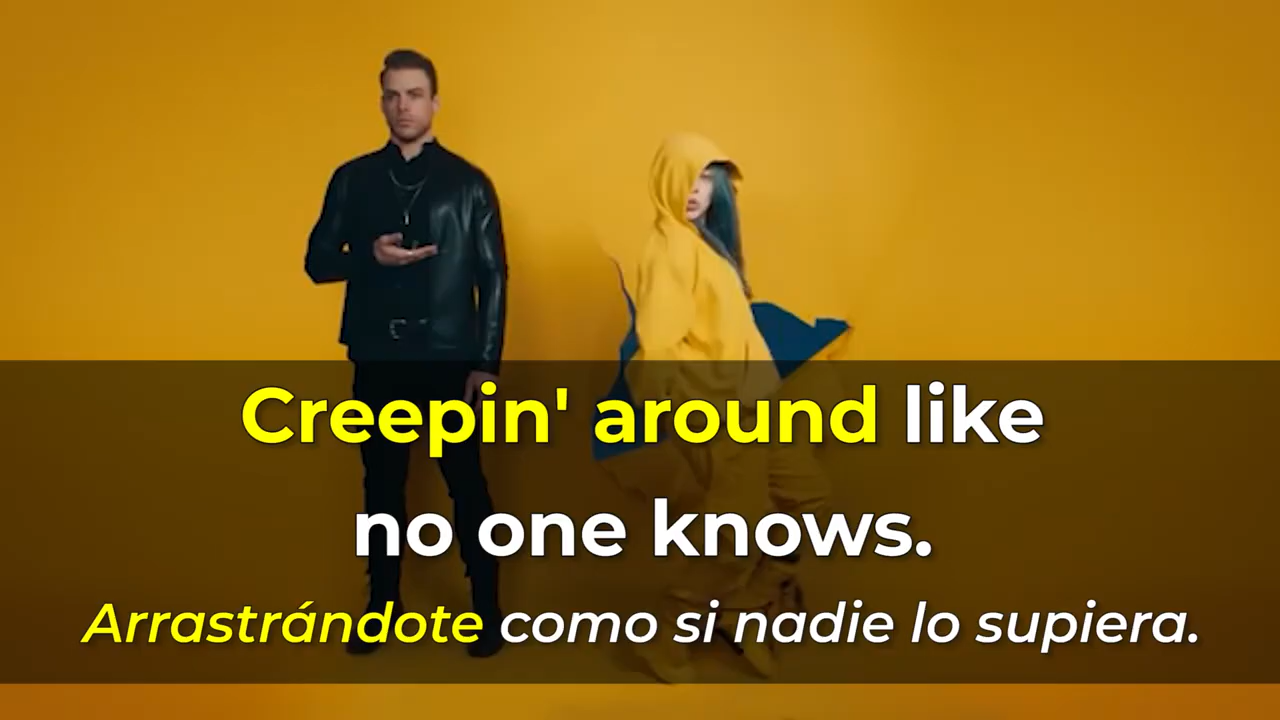 Creepin' around like
no one knows.
Arrastrándote como si nadie lo supiera.